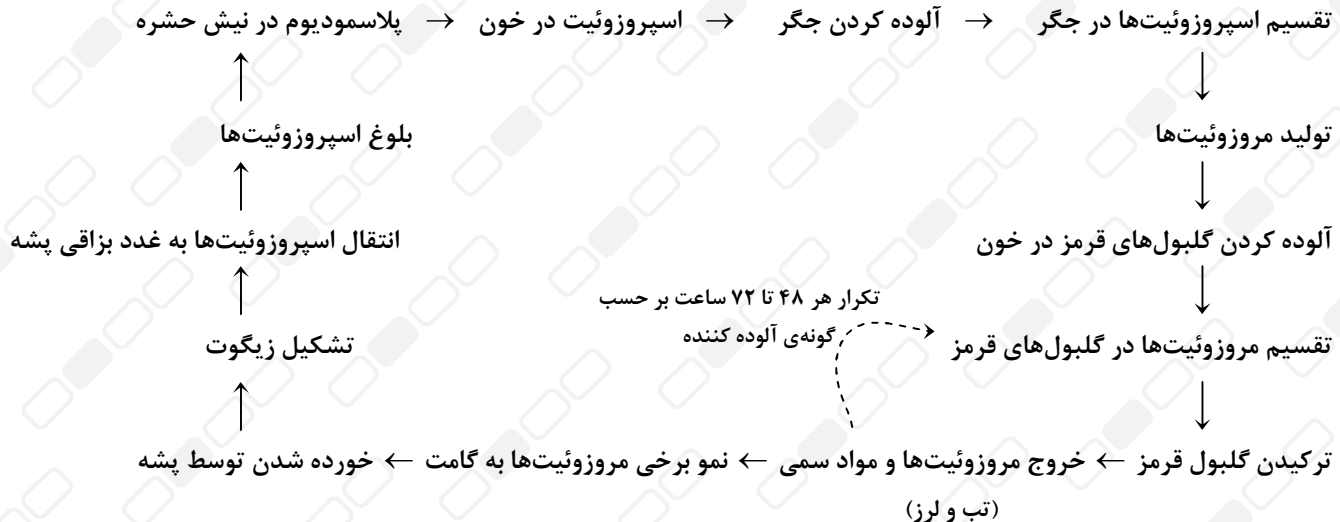 پلاسمودیوم در نیش حشره → اسپروزوئیت در خون → آلوده کردن جگر → تقسیم اسپروزوئیت‌ها در جگر
بلوغ اسپروزوئیت‌ها
تولید مروزوئیت‌ها
انتقال اسپروزوئیت‌ها به غدد بزاقی پشه
آلوده کردن گلبول‌های قرمز در خون
تکرار هر ۴۸ تا ۷۲ ساعت بر حسب
گونه‌ی آلوده کننده
تشکیل زیگوت
تقسیم مروزوئیت‌ها در گلبول‌های قرمز
ترکیدن گلبول قرمز ← خروج مروزوئیت‌ها و مواد سمی ← نمو برخی مروزوئیت‌ها به گامت ← خورده شدن توسط پشه
(تب و لرز)